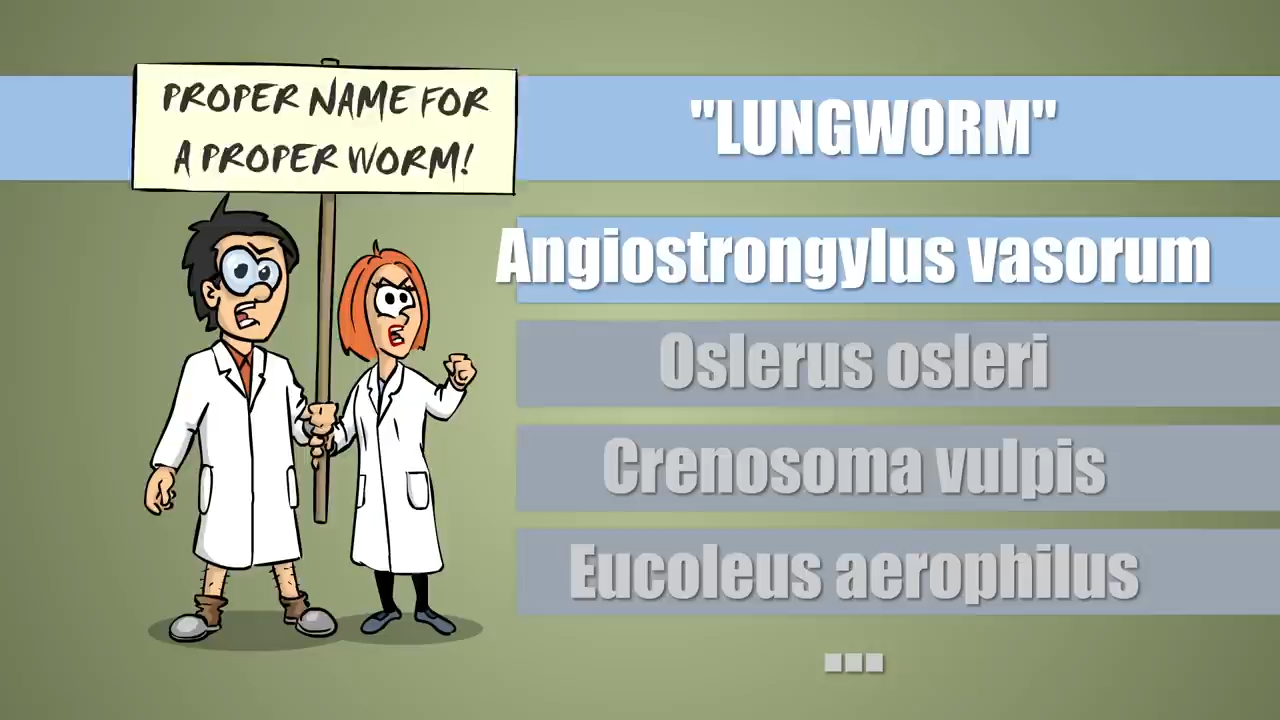 PROPER NAME FOR
A PROPER WORM!
"LUNGWORM"
Angiostrongylus vasorum
Oslerus osleri
Crenosoma vulpis
Eucoleus aerophilus
...